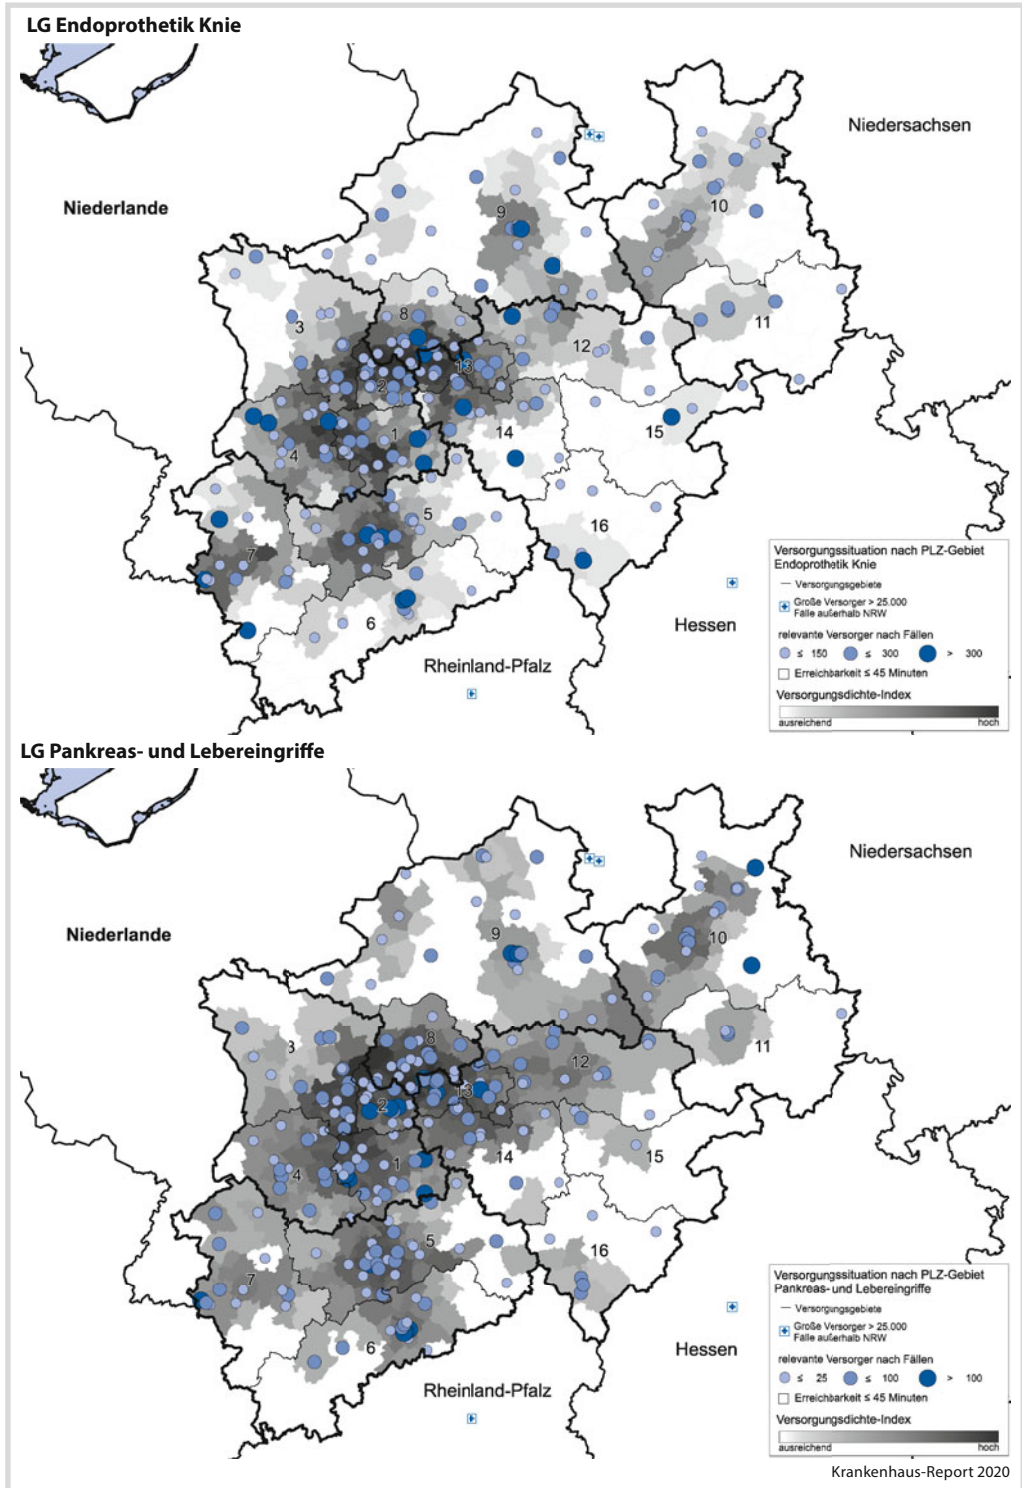 LG Endoprothetik Knie
Niedersachsen
Niederlande
9
10
3
8
11
12
13
2
1
14
15
4
5
16
7
6
Hessen
Rheinland-Pfalz
Versorgungssituation nach PLZ-Gebiet
Endoprothetik Knie
Versorgungsgebiete
Große Versorger > 25.000
Fälle außerhalb NRW
relevante Versorger nach Fällen
≤ 150 ≤ 300 > 300
Erreichbarkeit ≤ 45 Minuten
Versorgungsdichte-Index
ausreichend hoch
LG Pankreas- und Lebereingriffe
Niedersachsen
Niederlande
9
10
3
8
11
12
13
2
1
14
15
4
5
16
7
6
Hessen
Rheinland-Pfalz
Versorgungssituation nach PLZ-Gebiet
Pankreas- und Lebereingriffe
Versorgungsgebiete
Große Versorger > 25.000
Fälle außerhalb NRW
relevante Versorger nach Fällen
≤ 25 ≤ 100 > 100
Erreichbarkeit ≤ 45 Minuten
Versorgungsdichte-Index
ausreichend hoch
Krankenhaus-Report 2020